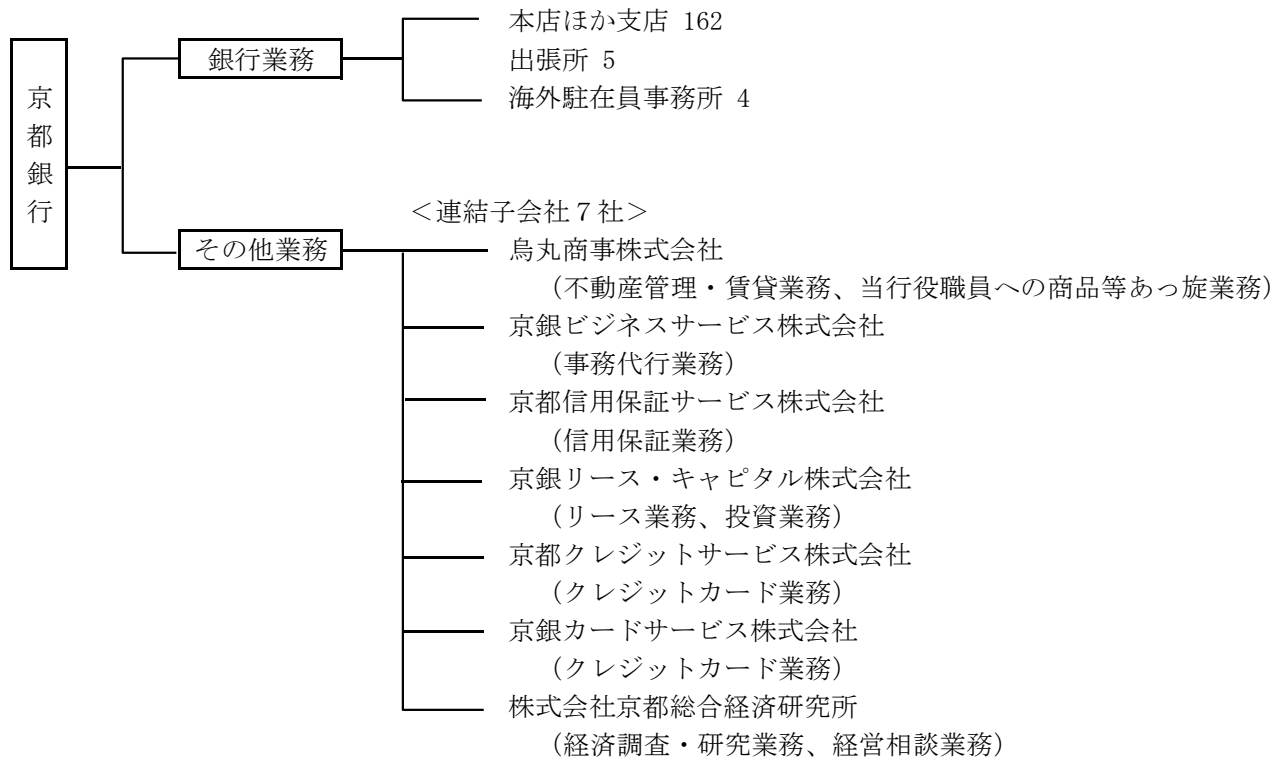 京都銀行
銀行業務
本店ほか支店 162
出張所 5
海外駐在員事務所 4
その他業務
＜連結子会社７社＞
烏丸商事株式会社
（不動産管理・賃貸業務、当行役職員への商品等あっ旋業務）
京銀ビジネスサービス株式会社
（事務代行業務）
京都信用保証サービス株式会社
（信用保証業務）
京銀リース・キャピタル株式会社
（リース業務、投資業務）
京都クレジットサービス株式会社
（クレジットカード業務）
京銀カードサービス株式会社
（クレジットカード業務）
株式会社京都総合経済研究所
（経済調査・研究業務、経営相談業務）